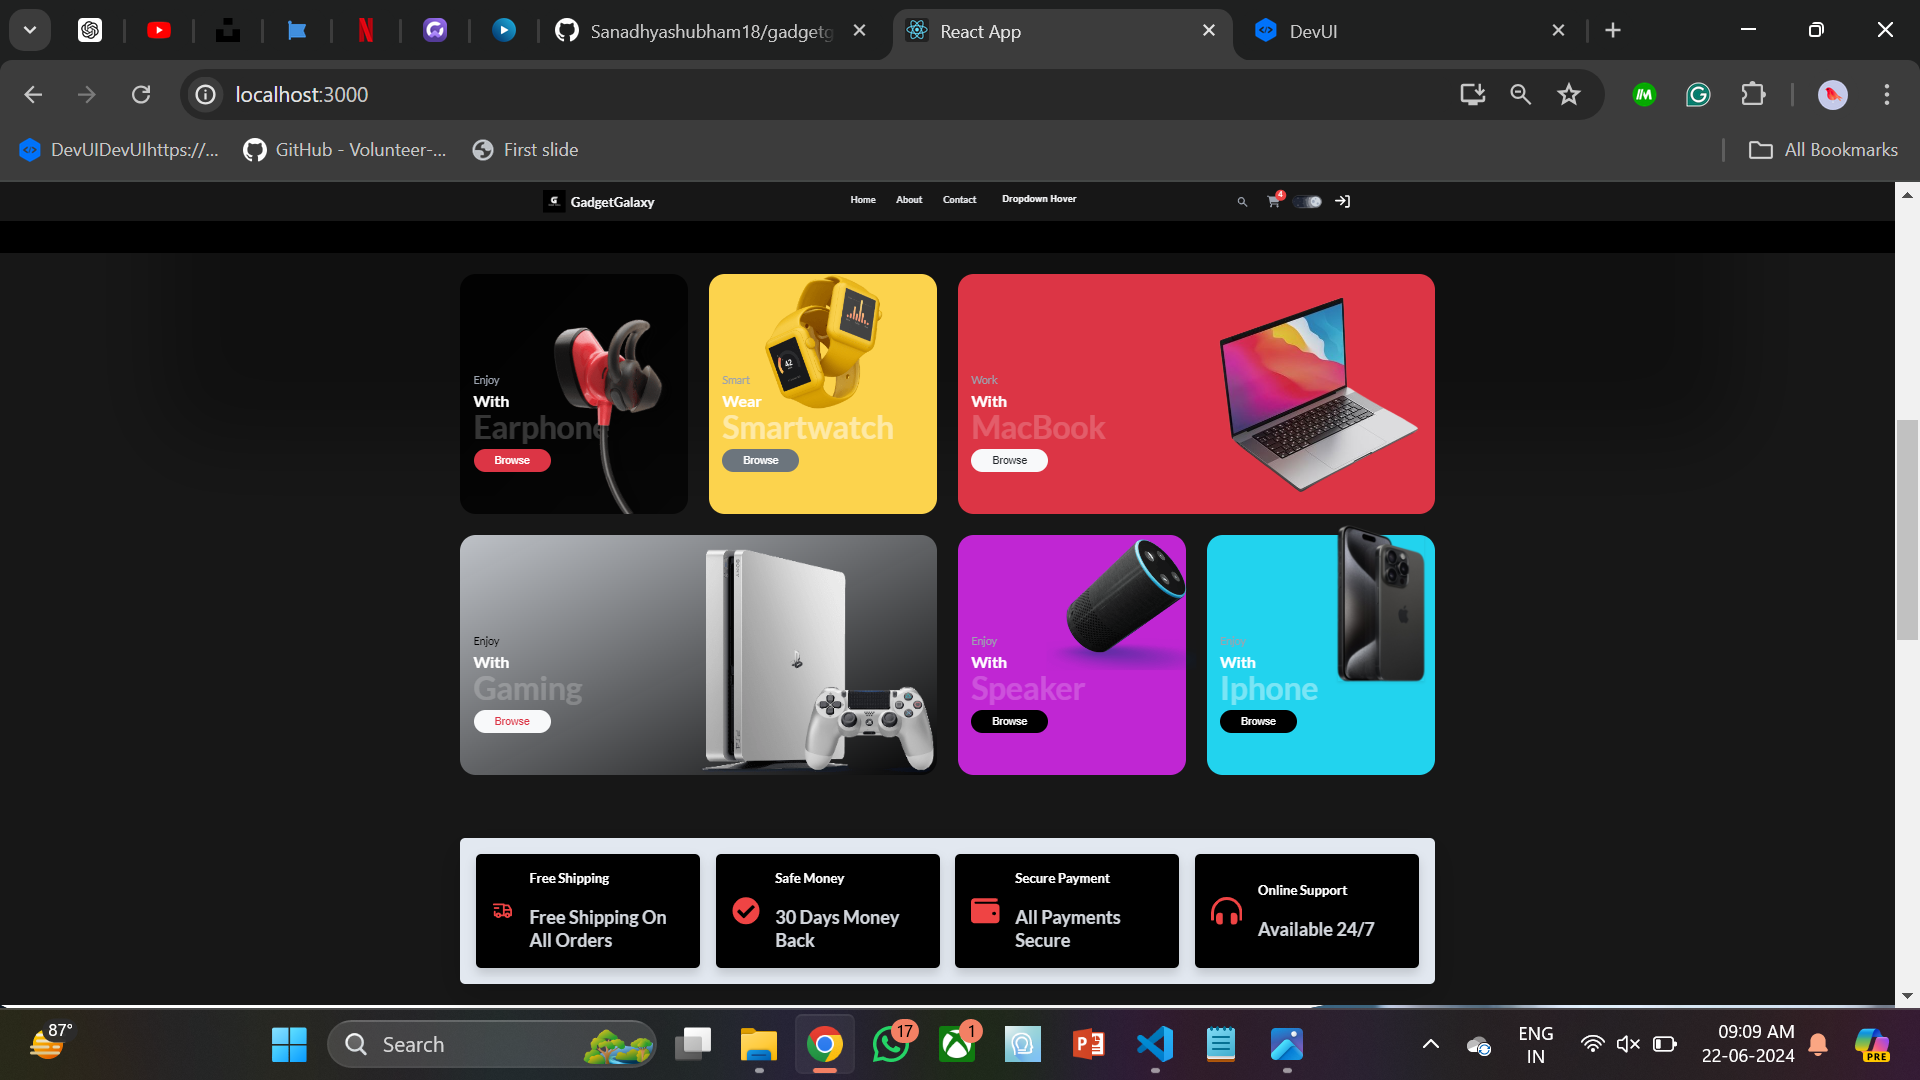 Sanadhyashubham18/gadgetg
React App
DevUI
localhost:3000
DevUIDevUIhttps://...
GitHub - Volunteer-...
First slide
All Bookmarks
GadgetGalaxy
Home
About
Contact
Dropdown Hover
4
Enjoy
With
Earphone
Browse
Smart
Wear
Smartwatch
Browse
Work
With
MacBook
Browse
Enjoy
With
Gaming
Browse
Enjoy
With
Speaker
Browse
Enjoy
With
Iphone
Browse
Free Shipping
Free Shipping On
All Orders
Safe Money
30 Days Money
Back
Secure Payment
All Payments
Secure
Online Support
Available 24/7
87°
Search
17
1
ENG
IN
09:09 AM
22-06-2024
PRE